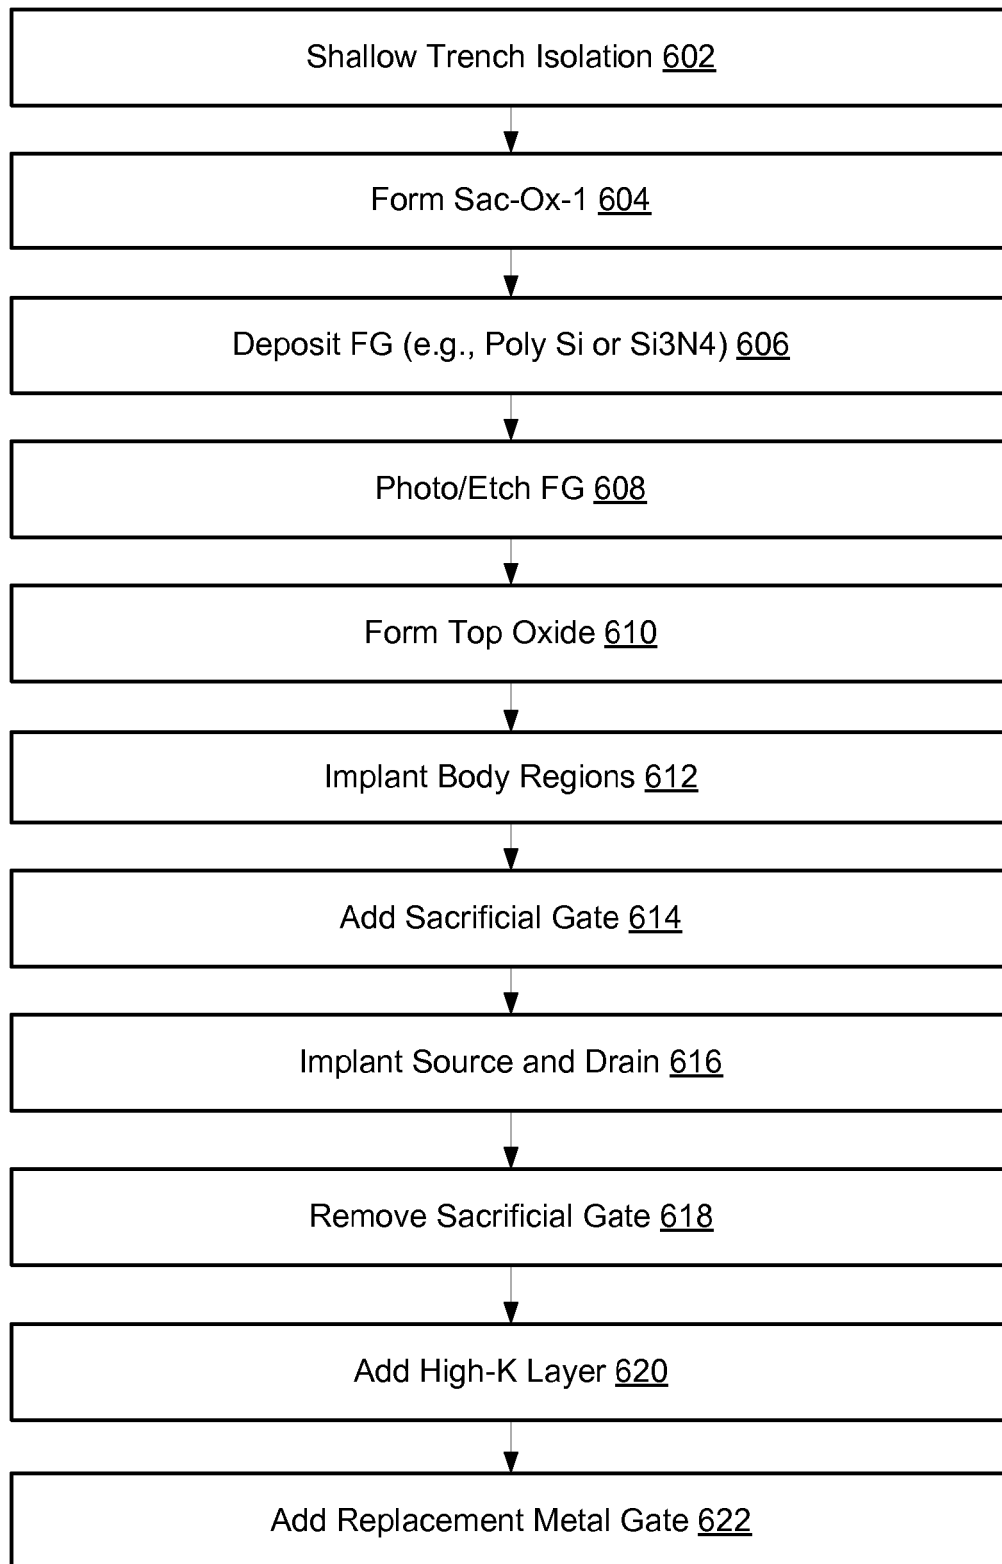 Shallow Trench Isolation 602
Form Sac-Ox-1 604
Deposit FG (e.g., Poly Si or Si3N4) 606
Photo/Etch FG 608
Form Top Oxide 610
Implant Body Regions 612
Add Sacrificial Gate 614
Implant Source and Drain 616
Remove Sacrificial Gate 618
Add High-K Layer 620
Add Replacement Metal Gate 622